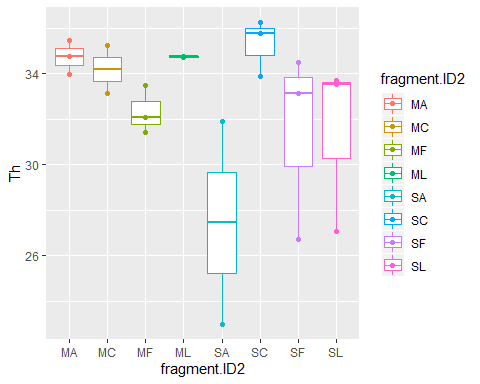 Th
34
30
26
MA MC MF ML SA SC SF SL
fragment.ID2
fragment.ID2
MA
MC
MF
ML
SA
SC
SF
SL